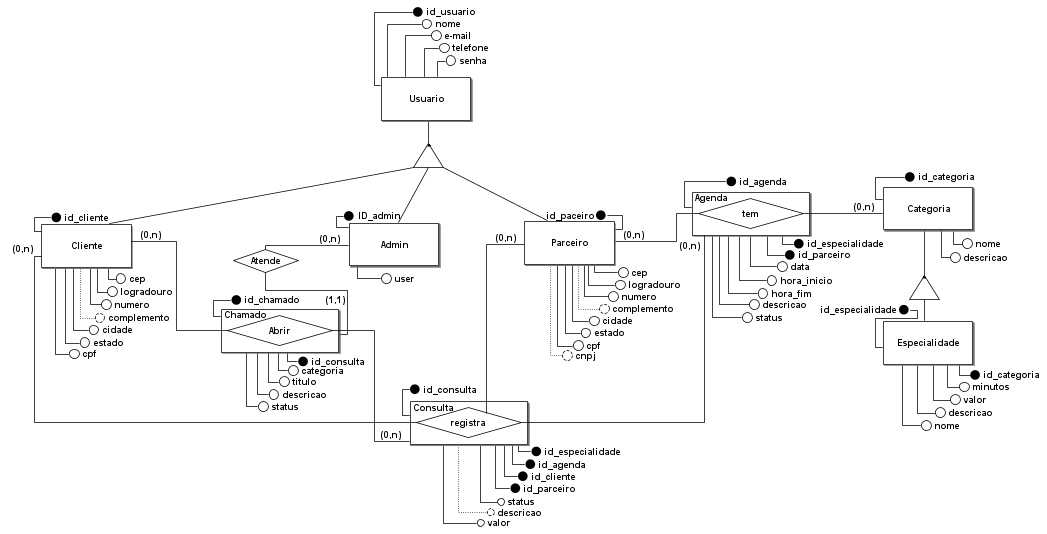 id_usuario
nome
e-mail
telefone
senha
Usuario
id_cliente
(0,n)
Cliente
(0,n)
cep
logradouro
numero
complemento
cidade
estado
cpf
ID_admin
(0,n)
Admin
user
Atende
(1,1)
id_chamado
Chamado
Abrir
id_consulta
categoria
titulo
descricao
status
id_paceiro
(0,n)
Parceiro
(0,n)
cep
logradouro
numero
complemento
cidade
estado
cpf
cnpj
id_agenda
Agenda
tem
(0,n)
(0,n)
id_especialidade
id_parceiro
data
hora_inicio
hora_fim
descricao
status
id_categoria
Categoria
nome
descricao
id_especialidade
Especialidade
id_categoria
minutos
valor
descricao
nome
id_consulta
Consulta
registra
(0,n)
id_especialidade
id_agenda
id_cliente
id_parceiro
status
descricao
valor